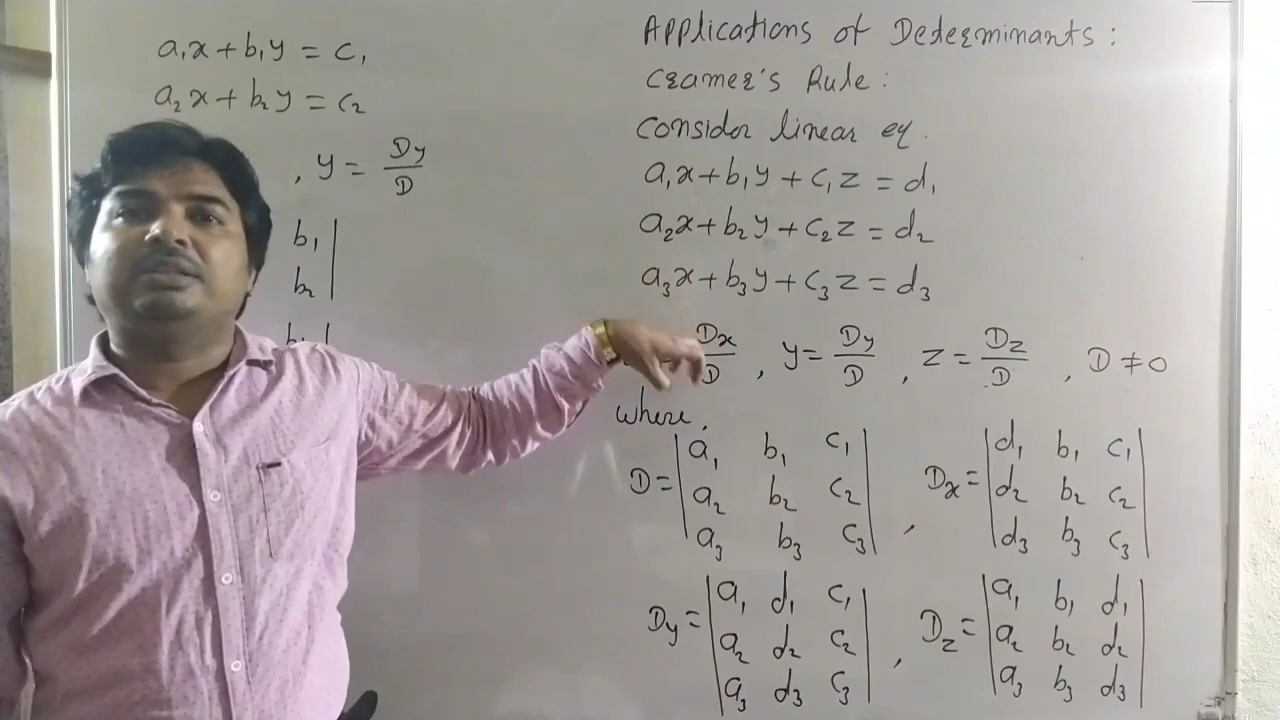 a₁x + b₁y = c₁
a₂x + b₂y = c₂
, y = Dy/D
b₁ |
b₂ |
b₁ |
Applications of Determinants :
Cramer's Rule :
Consider linear eq.
a₁x + b₁y + c₁z = d₁
a₂x + b₂y + c₂z = d₂
a₃x + b₃y + c₃z = d₃
Dx/D , y = Dy/D , z = Dz/D , D ≠ 0
where,
D = | a₁ b₁ c₁ | , Dx = | d₁ b₁ c₁ |
| a₂ b₂ c₂ | | d₂ b₂ c₂ |
| a₃ b₃ c₃ | | d₃ b₃ c₃ |
Dy = | a₁ d₁ c₁ | , Dz = | a₁ b₁ d₁ |
| a₂ d₂ c₂ | | a₂ b₂ d₂ |
| a₃ d₃ c₃ | | a₃ b₃ d₃ |